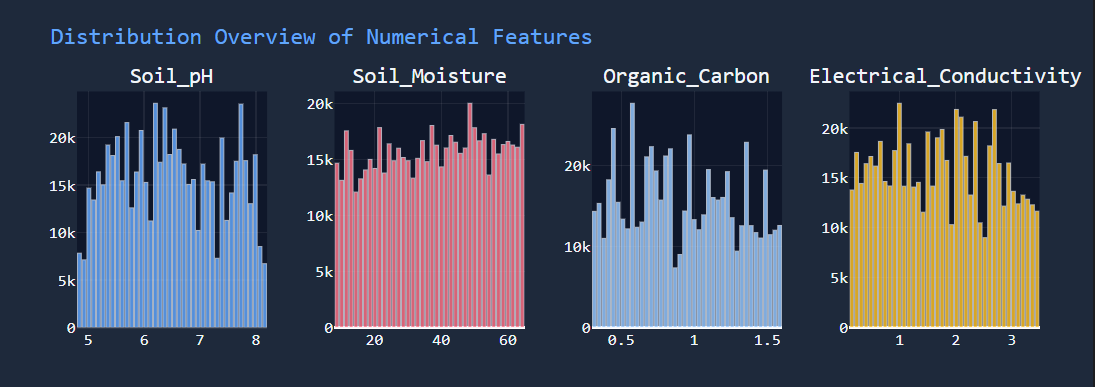 Distribution Overview of Numerical Features
Soil_pH Soil_Moisture Organic_Carbon Electrical_Conductivity
20k 20k 20k 20k
15k 15k 15k
10k 10k 10k 10k
5k 5k 5k
0 0 0 0
5 6 7 8 20 40 60 0.5 1 1.5 1 2 3